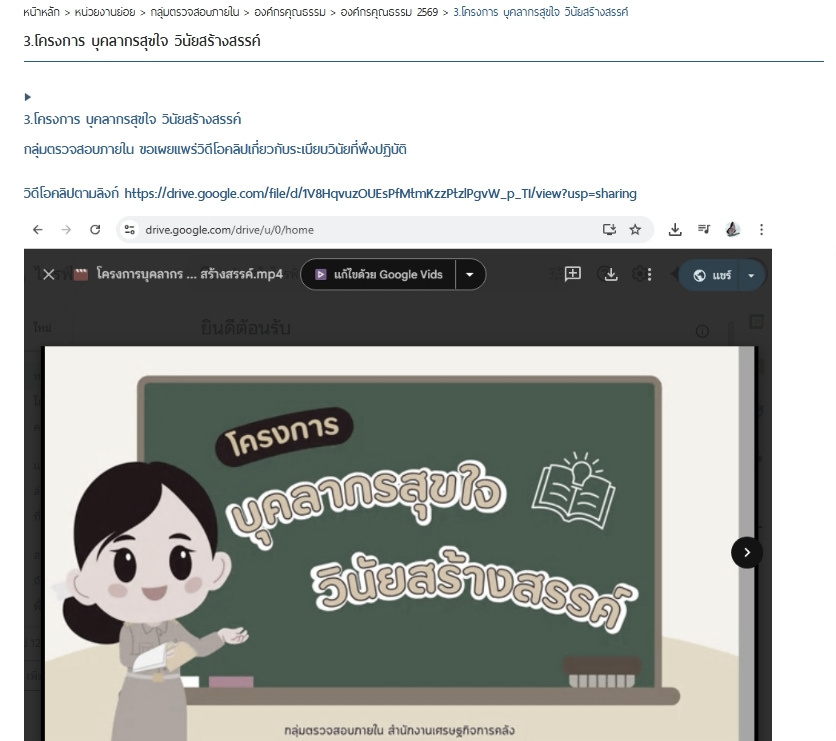 หน้าหลัก > หน่วยงานย่อย > กลุ่มตรวจสอบภายใน > องค์กรคุณธรรม > องค์กรคุณธรรม 2569 > 3.โครงการ บุคลากรสุขใจ วินัยสร้างสรรค์
3.โครงการ บุคลากรสุขใจ วินัยสร้างสรรค์
3.โครงการ บุคลากรสุขใจ วินัยสร้างสรรค์
กลุ่มตรวจสอบภายใน ขอเผยแพร่วิดีโอคลิปเกี่ยวกับระเบียบวินัยที่พึงปฏิบัติ
วิดีโอคลิปตามลิงก์ https://drive.google.com/file/d/1V8HqvuzOUEsPfMtmKzzPtzlPgvW_p_TI/view?usp=sharing
drive.google.com/drive/u/0/home
โครงการบุคลากร ... สร้างสรรค์.mp4
แก้ไขด้วย Google Vids
แชร์
ใหม่
ยินดีต้อนรับ
โครงการ
บุคลากรสุขใจ
วินัยสร้างสรรค์
กลุ่มตรวจสอบภายใน สำนักงานเศรษฐกิจการคลัง